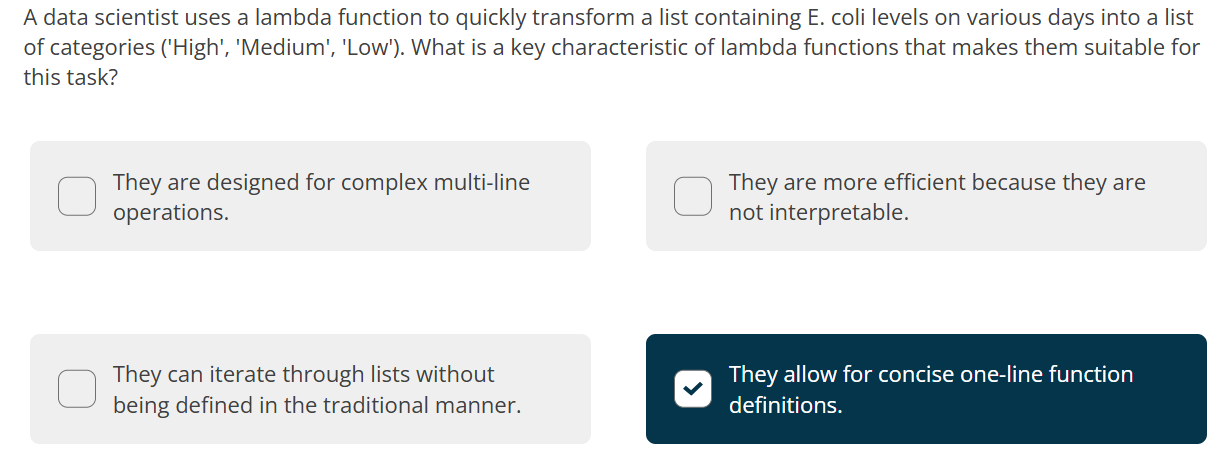 A data scientist uses a lambda function to quickly transform a list containing E. coli levels on various days into a list
of categories ('High', 'Medium', 'Low'). What is a key characteristic of lambda functions that makes them suitable for
this task?
They are designed for complex multi-line
operations.
They are more efficient because they are
not interpretable.
They can iterate through lists without
being defined in the traditional manner.
They allow for concise one-line function
definitions.